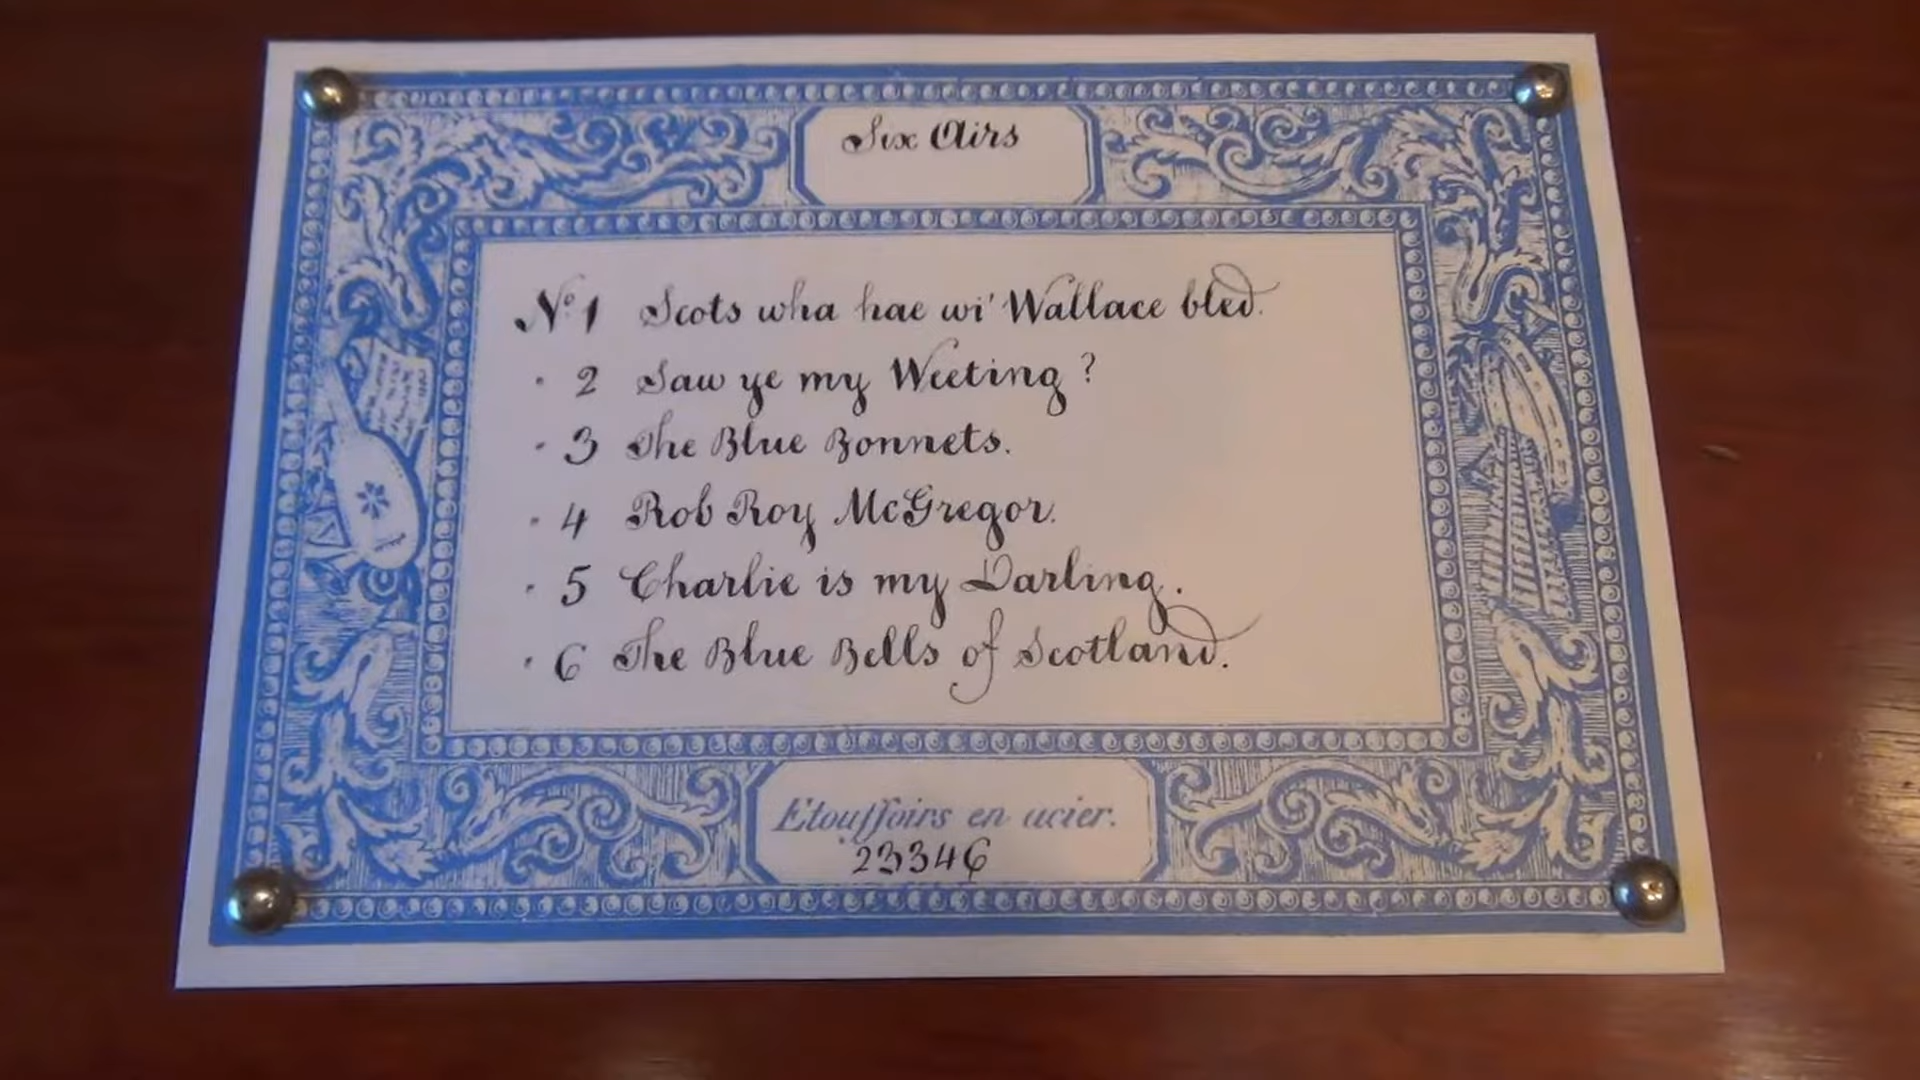 Six Airs
Nº 1 Scots wha hae wi' Wallace bled.
" 2 Saw ye my Weeting?
" 3 The Blue Bonnets.
" 4 Rob Roy McGregor.
" 5 Charlie is my Darling.
" 6 The Blue Bells of Scotland.
Etouffoirs en acier.
23346